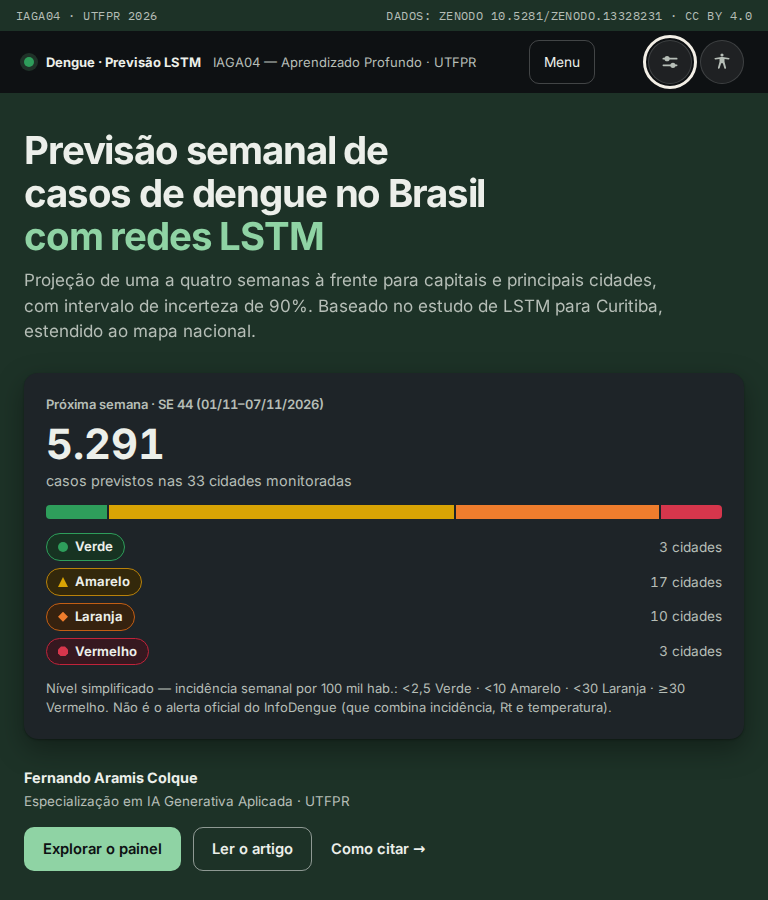 IAGA04 · UTFPR 2026
DADOS: ZENODO 10.5281/ZENODO.13328231 · CC BY 4.0
Dengue · Previsão LSTM
IAGA04 — Aprendizado Profundo · UTFPR
Menu
Previsão semanal de
casos de dengue no Brasil
com redes LSTM
Projeção de uma a quatro semanas à frente para capitais e principais cidades,
com intervalo de incerteza de 90%. Baseado no estudo de LSTM para Curitiba,
estendido ao mapa nacional.
Próxima semana · SE 44 (01/11–07/11/2026)
5.291
casos previstos nas 33 cidades monitoradas
Verde
3 cidades
Amarelo
17 cidades
Laranja
10 cidades
Vermelho
3 cidades
Nível simplificado — incidência semanal por 100 mil hab.: <2,5 Verde · <10 Amarelo · <30 Laranja · ≥30
Vermelho. Não é o alerta oficial do InfoDengue (que combina incidência, Rt e temperatura).
Fernando Aramis Colque
Especialização em IA Generativa Aplicada · UTFPR
Explorar o painel
Ler o artigo
Como citar →